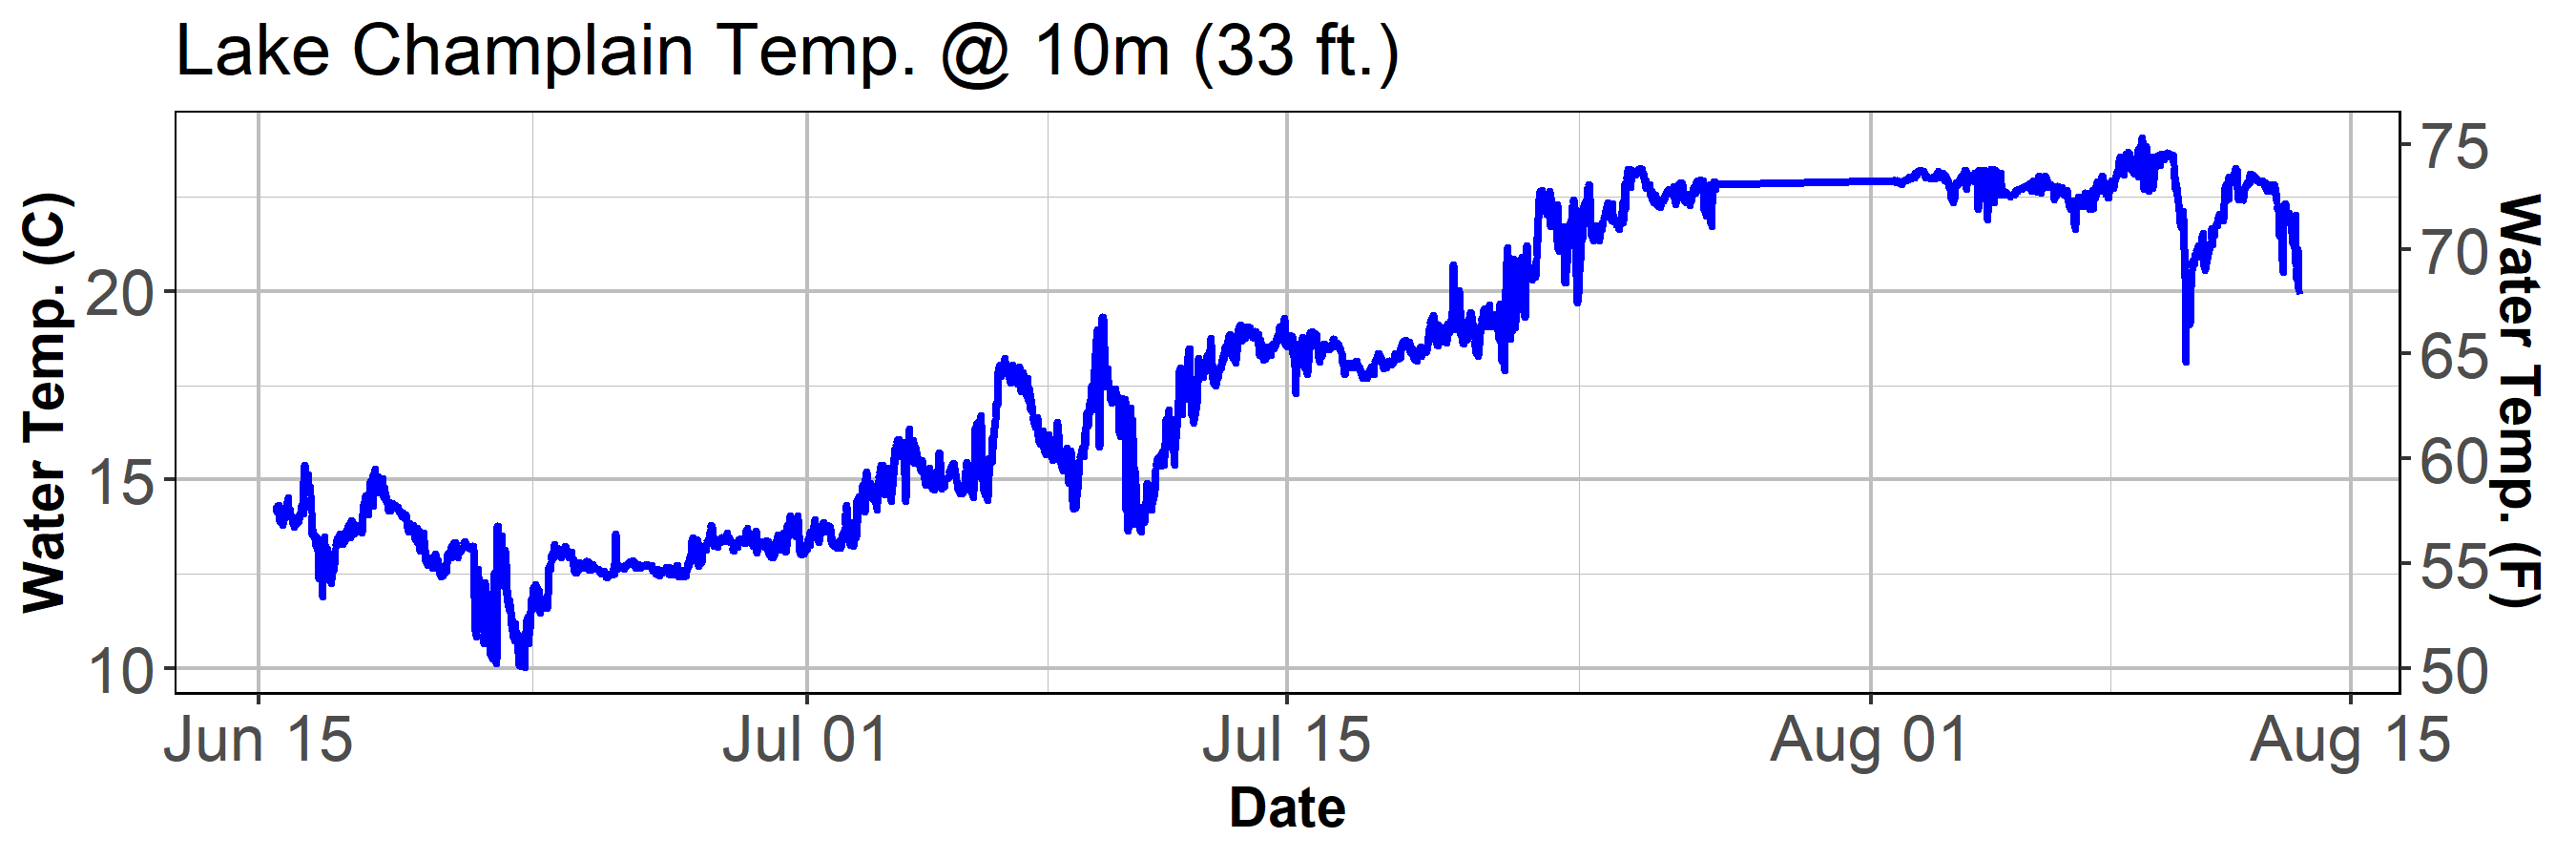 Lake Champlain Temp. @ 10m (33 ft.)
Water Temp. (C)
20
15
10
75
70
65
60
55
50
Water Temp. (F)
Jun 15 Jul 01 Jul 15 Aug 01 Aug 15
Date